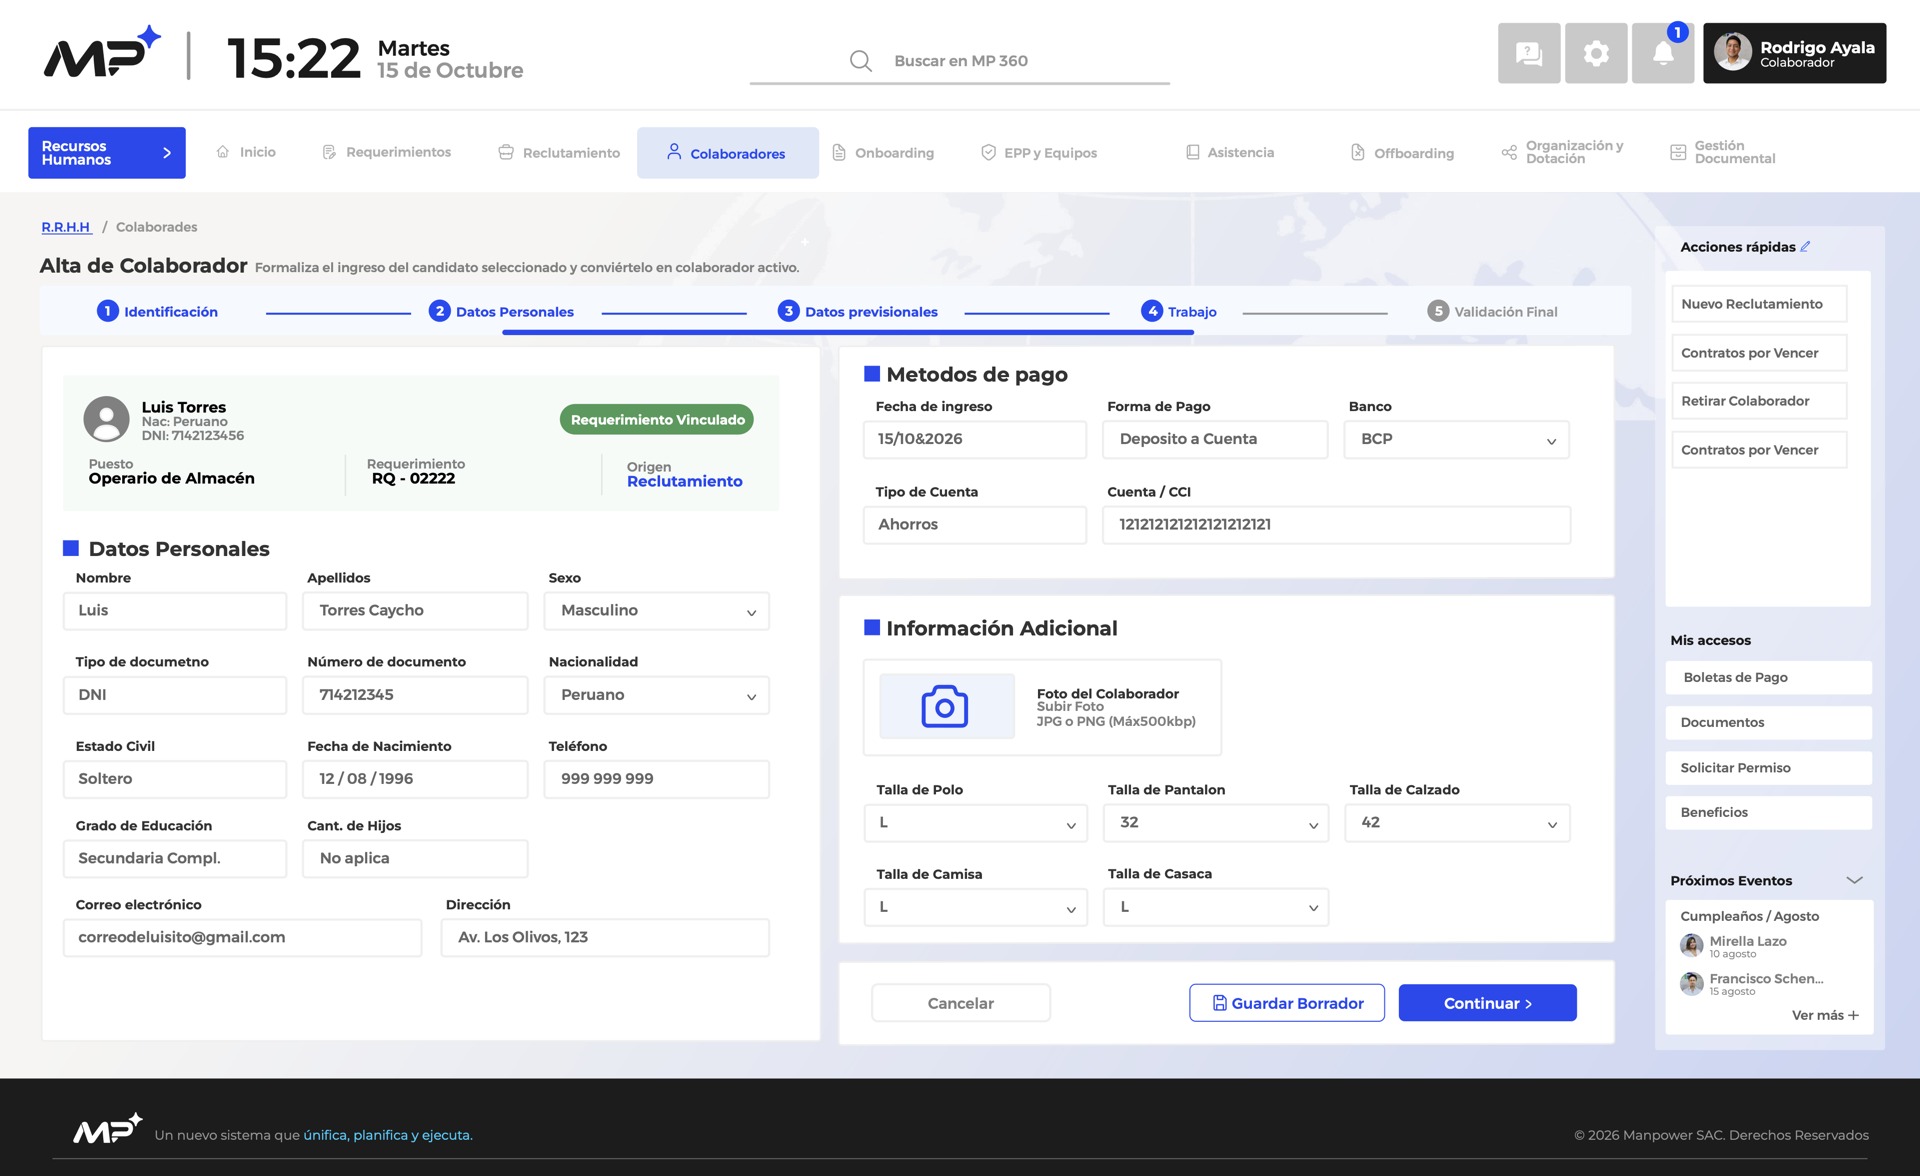 MP
15:22
Martes
15 de Octubre
Buscar en MP 360
1
Rodrigo Ayala
Colaborador
Recursos
Humanos
Inicio
Requerimientos
Reclutamiento
Colaboradores
Onboarding
EPP y Equipos
Asistencia
Offboarding
Organización y
Dotación
Gestión
Documental
R.R.H.H / Colaborades
Alta de Colaborador Formaliza el ingreso del candidato seleccionado y conviértelo en colaborador activo.
1 Identificación
2 Datos Personales
3 Datos previsionales
4 Trabajo
5 Validación Final
Luis Torres
Nac: Peruano
DNI: 7142123456
Requerimiento Vinculado
Puesto
Operario de Almacén
Requerimiento
RQ - 02222
Origen
Reclutamiento
Datos Personales
Nombre Apellidos Sexo
Luis Torres Caycho Masculino
Tipo de documetno Número de documento Nacionalidad
DNI 714212345 Peruano
Estado Civil Fecha de Nacimiento Teléfono
Soltero 12 / 08 / 1996 999 999 999
Grado de Educación Cant. de Hijos
Secundaria Compl. No aplica
Correo electrónico Dirección
correodeluisito@gmail.com Av. Los Olivos, 123
Metodos de pago
Fecha de ingreso Forma de Pago Banco
15/10&2026 Deposito a Cuenta BCP
Tipo de Cuenta Cuenta / CCI
Ahorros 121212121212121212121
Información Adicional
Foto del Colaborador
Subir Foto
JPG o PNG (Máx500kbp)
Talla de Polo Talla de Pantalon Talla de Calzado
L 32 42
Talla de Camisa Talla de Casaca
L L
Cancelar
Guardar Borrador
Continuar >
Acciones rápidas
Nuevo Reclutamiento
Contratos por Vencer
Retirar Colaborador
Contratos por Vencer
Mis accesos
Boletas de Pago
Documentos
Solicitar Permiso
Beneficios
Próximos Eventos
Cumpleaños / Agosto
Mirella Lazo
10 agosto
Francisco Schen...
15 agosto
Ver más +
MP
Un nuevo sistema que únifica, planifica y ejecuta.
© 2026 Manpower SAC. Derechos Reservados